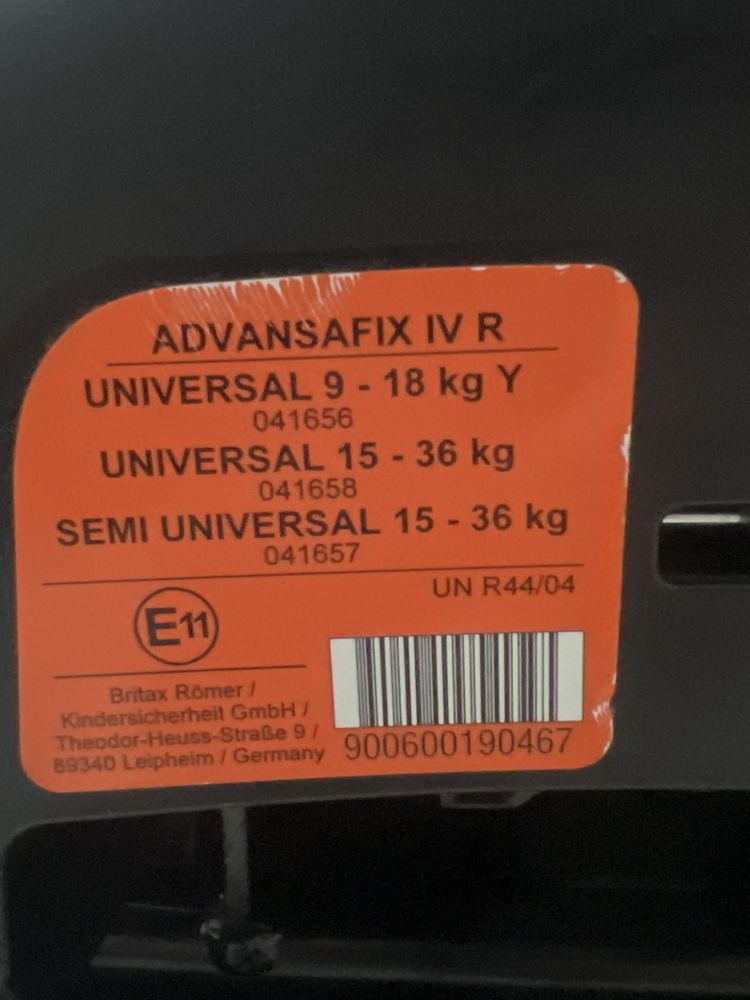 ADVANSAFIX IV R
UNIVERSAL 9 - 18 kg Y
041656
UNIVERSAL 15 - 36 kg
041658
SEMI UNIVERSAL 15 - 36 kg
041657
UN R44/04
E11
Britax Römer /
Kindersicherheit GmbH /
Theodor-Heuss-Straße 9 /
89340 Leipheim / Germany
900600190467